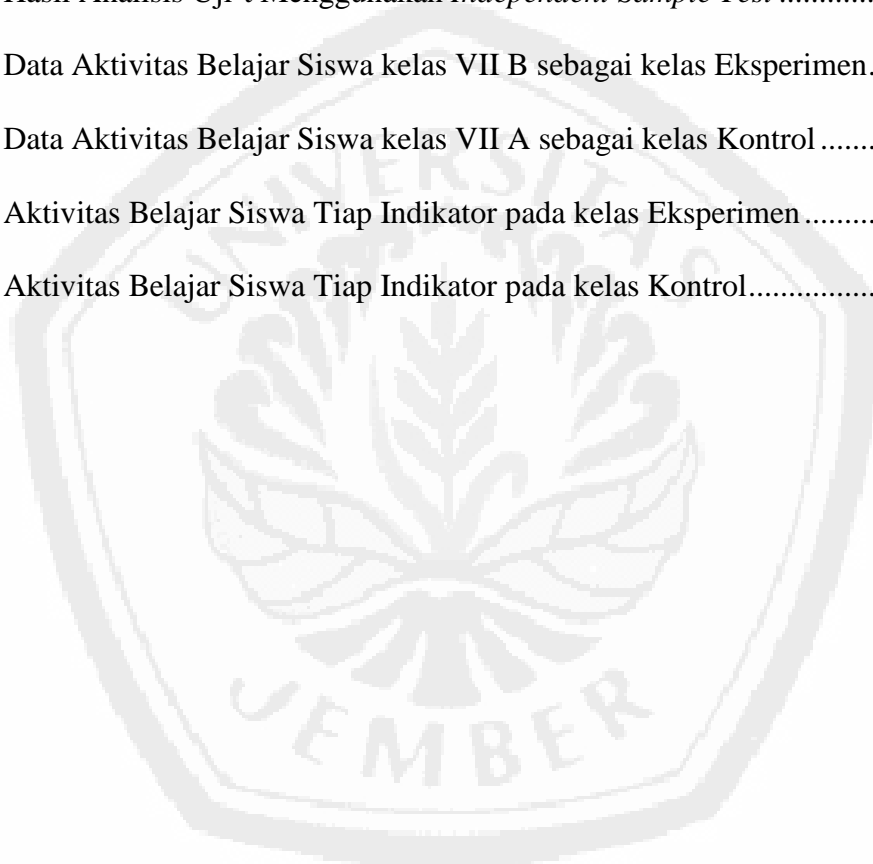 Hasil Analisis Uji-t Menggunakan Independent Sample Test ............
Data Aktivitas Belajar Siswa kelas VII B sebagai kelas Eksperimen.
Data Aktivitas Belajar Siswa kelas VII A sebagai kelas Kontrol .......
Aktivitas Belajar Siswa Tiap Indikator pada kelas Eksperimen .........
Aktivitas Belajar Siswa Tiap Indikator pada kelas Kontrol................
UNIVERSITAS
JEMBER